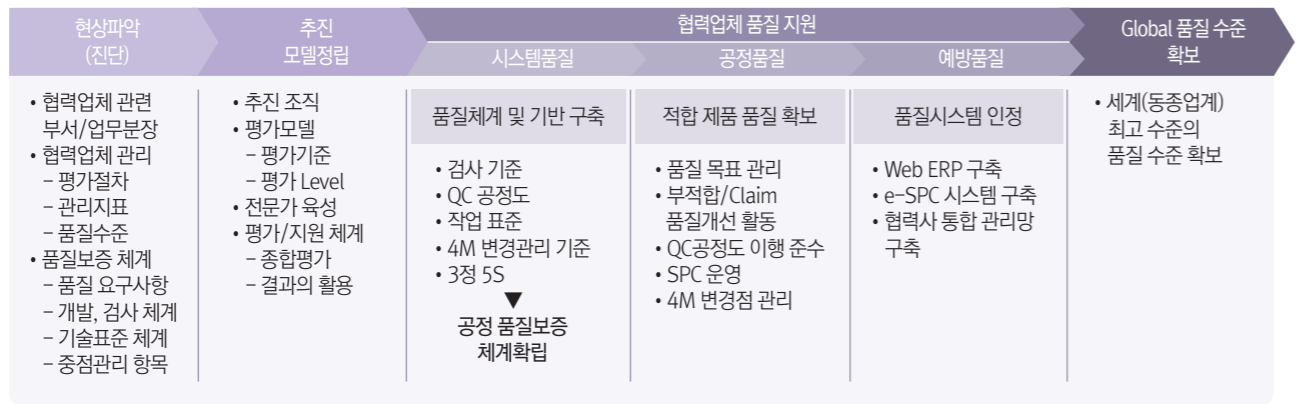 현상파악
(진단)
추진
모델정립
협력업체 품질 지원
시스템품질
공정품질
예방품질
Global 품질 수준
확보
• 협력업체 관련
부서/업무분장
• 협력업체 관리
– 평가절차
– 관리지표
– 품질수준
• 품질보증 체계
– 품질 요구사항
– 개발, 검사 체계
– 기술표준 체계
– 중점관리 항목
• 추진 조직
• 평가모델
– 평가기준
– 평가 Level
• 전문가 육성
• 평가/지원 체계
– 종합평가
– 결과의 활용
품질체계 및 기반 구축
• 검사 기준
• QC 공정도
• 작업 표준
• 4M 변경관리 기준
• 3정 5S
▼
공정 품질보증
체계확립
적합 제품 품질 확보
• 품질 목표 관리
• 부적합/Claim
품질개선 활동
• QC공정도 이행 준수
• SPC 운영
• 4M 변경점 관리
품질시스템 인정
• Web ERP 구축
• e-SPC 시스템 구축
• 협력사 통합 관리망
구축
• 세계(동종업계)
최고 수준의
품질 수준 확보